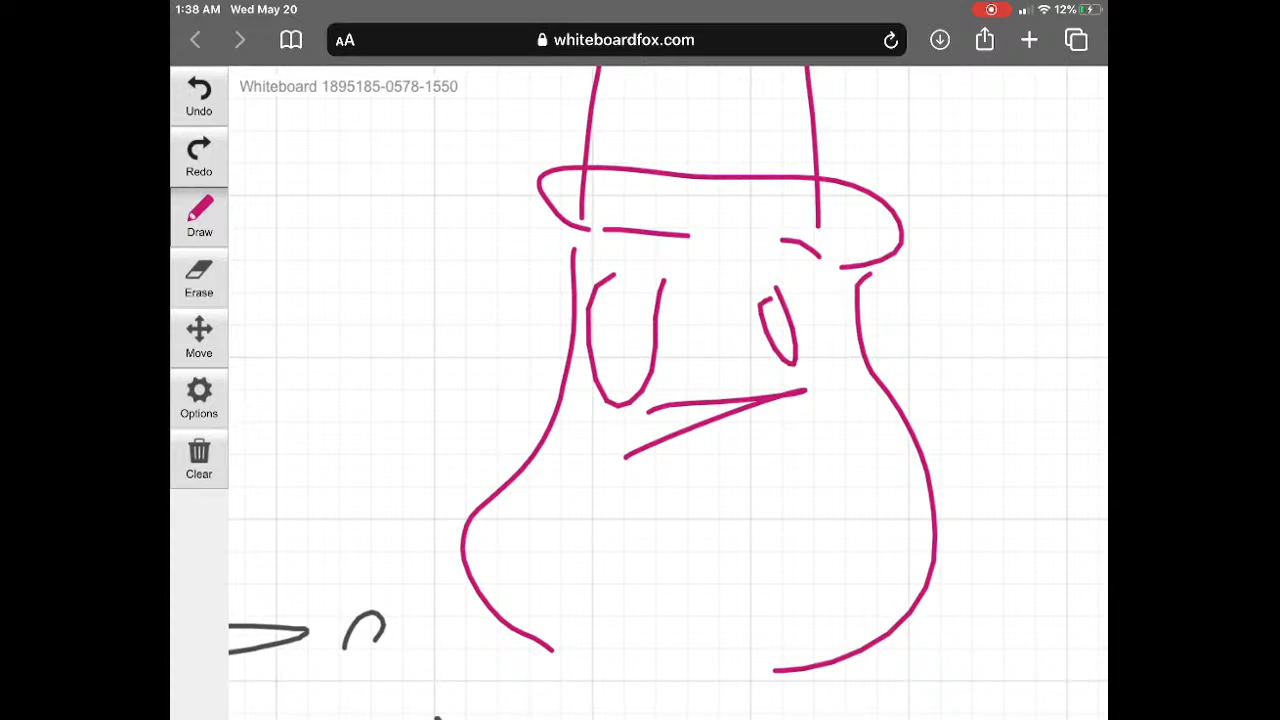 1:38 AM Wed May 20
12%
AA
whiteboardfox.com
Whiteboard 1895185-0578-1550
Undo
Redo
Draw
Erase
Move
Options
Clear